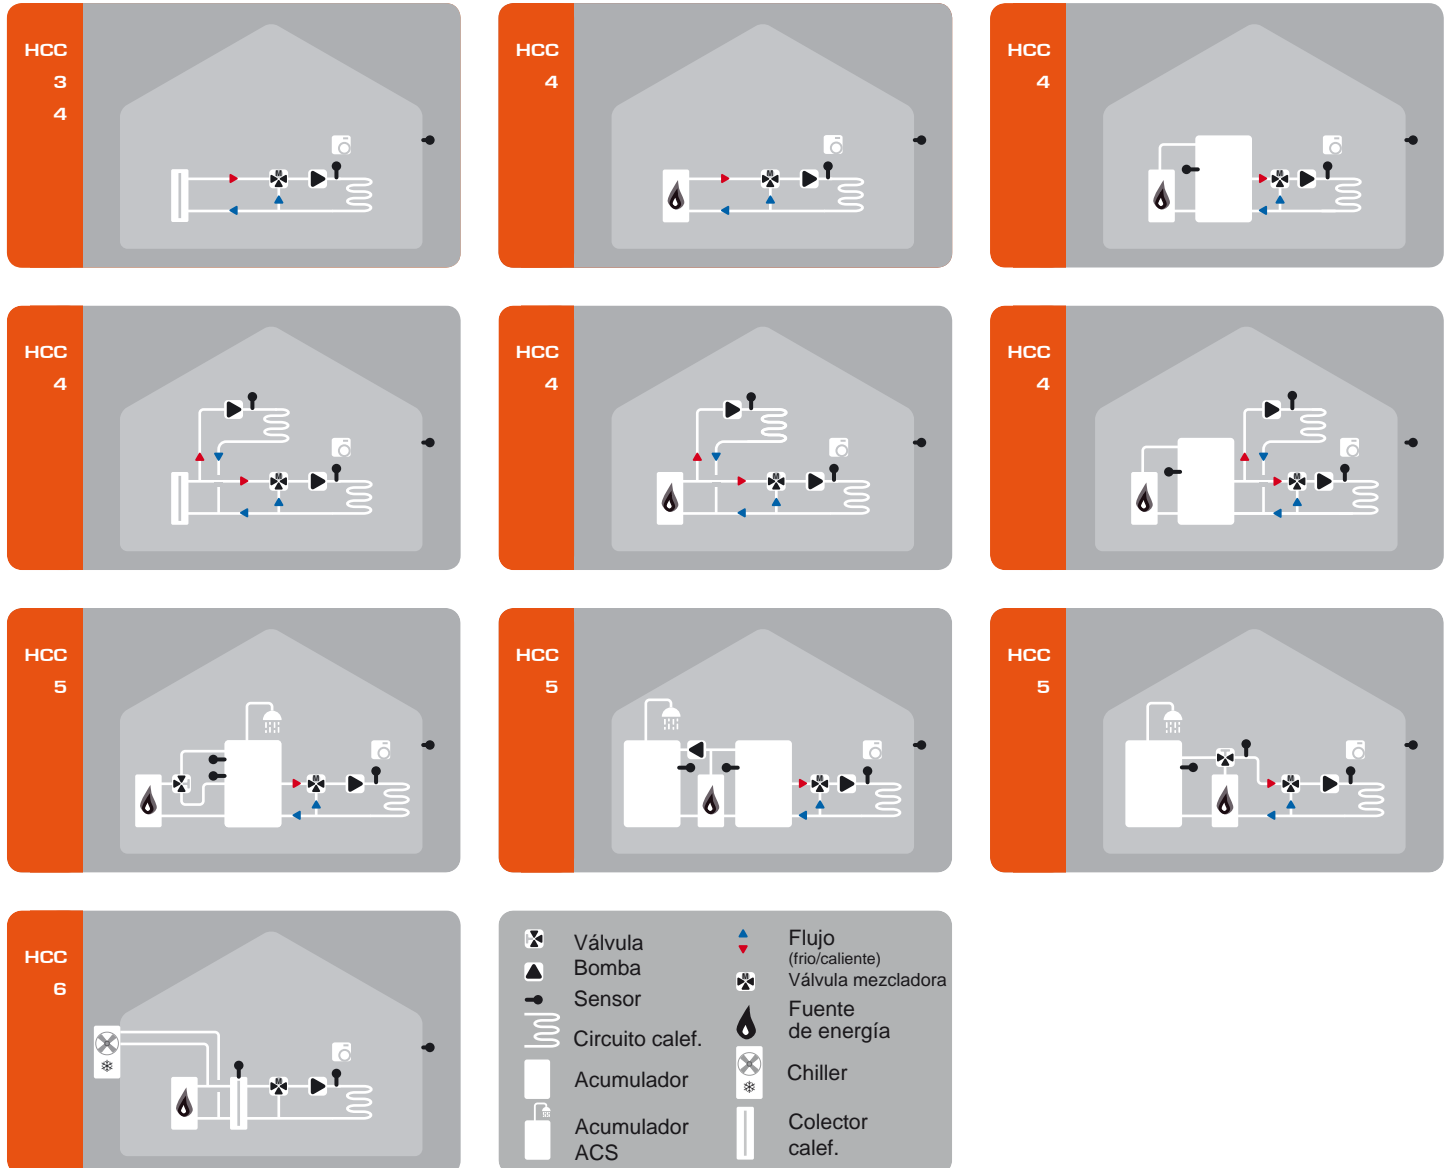 HCC
3
4
HCC
4
HCC
4
HCC
4
HCC
4
HCC
4
HCC
5
HCC
5
HCC
5
HCC
6
Válvula
Bomba
Sensor
Circuito calef.
Acumulador
Acumulador
ACS
Flujo
(frio/caliente)
Válvula mezcladora
Fuente
de energía
Chiller
Colector
calef.